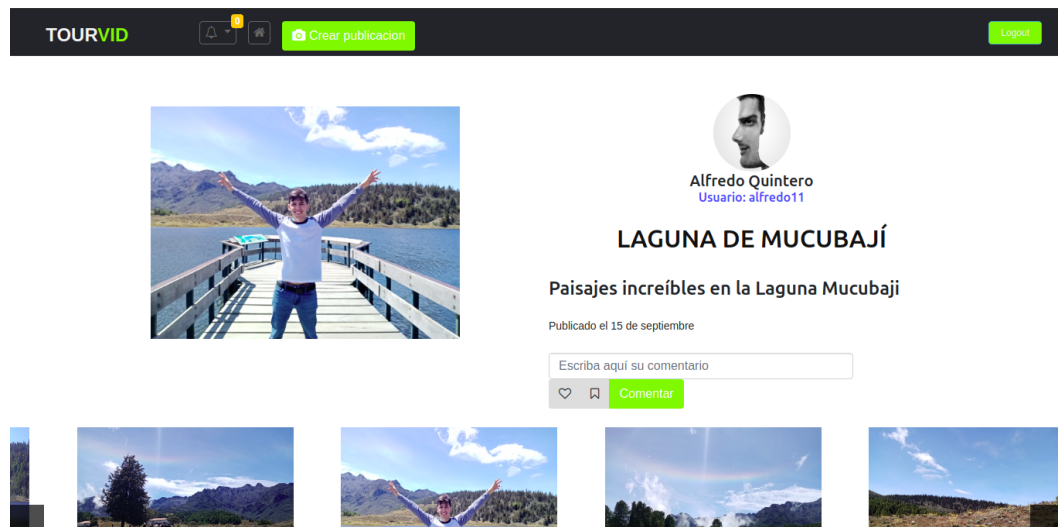 TOURVID
0
Crear publicacion
Logout
Alfredo Quintero
Usuario: alfredo11
LAGUNA DE MUCUBAJÍ
Paisajes increíbles en la Laguna Mucubaji
Publicado el 15 de septiembre
Escriba aquí su comentario
Comentar